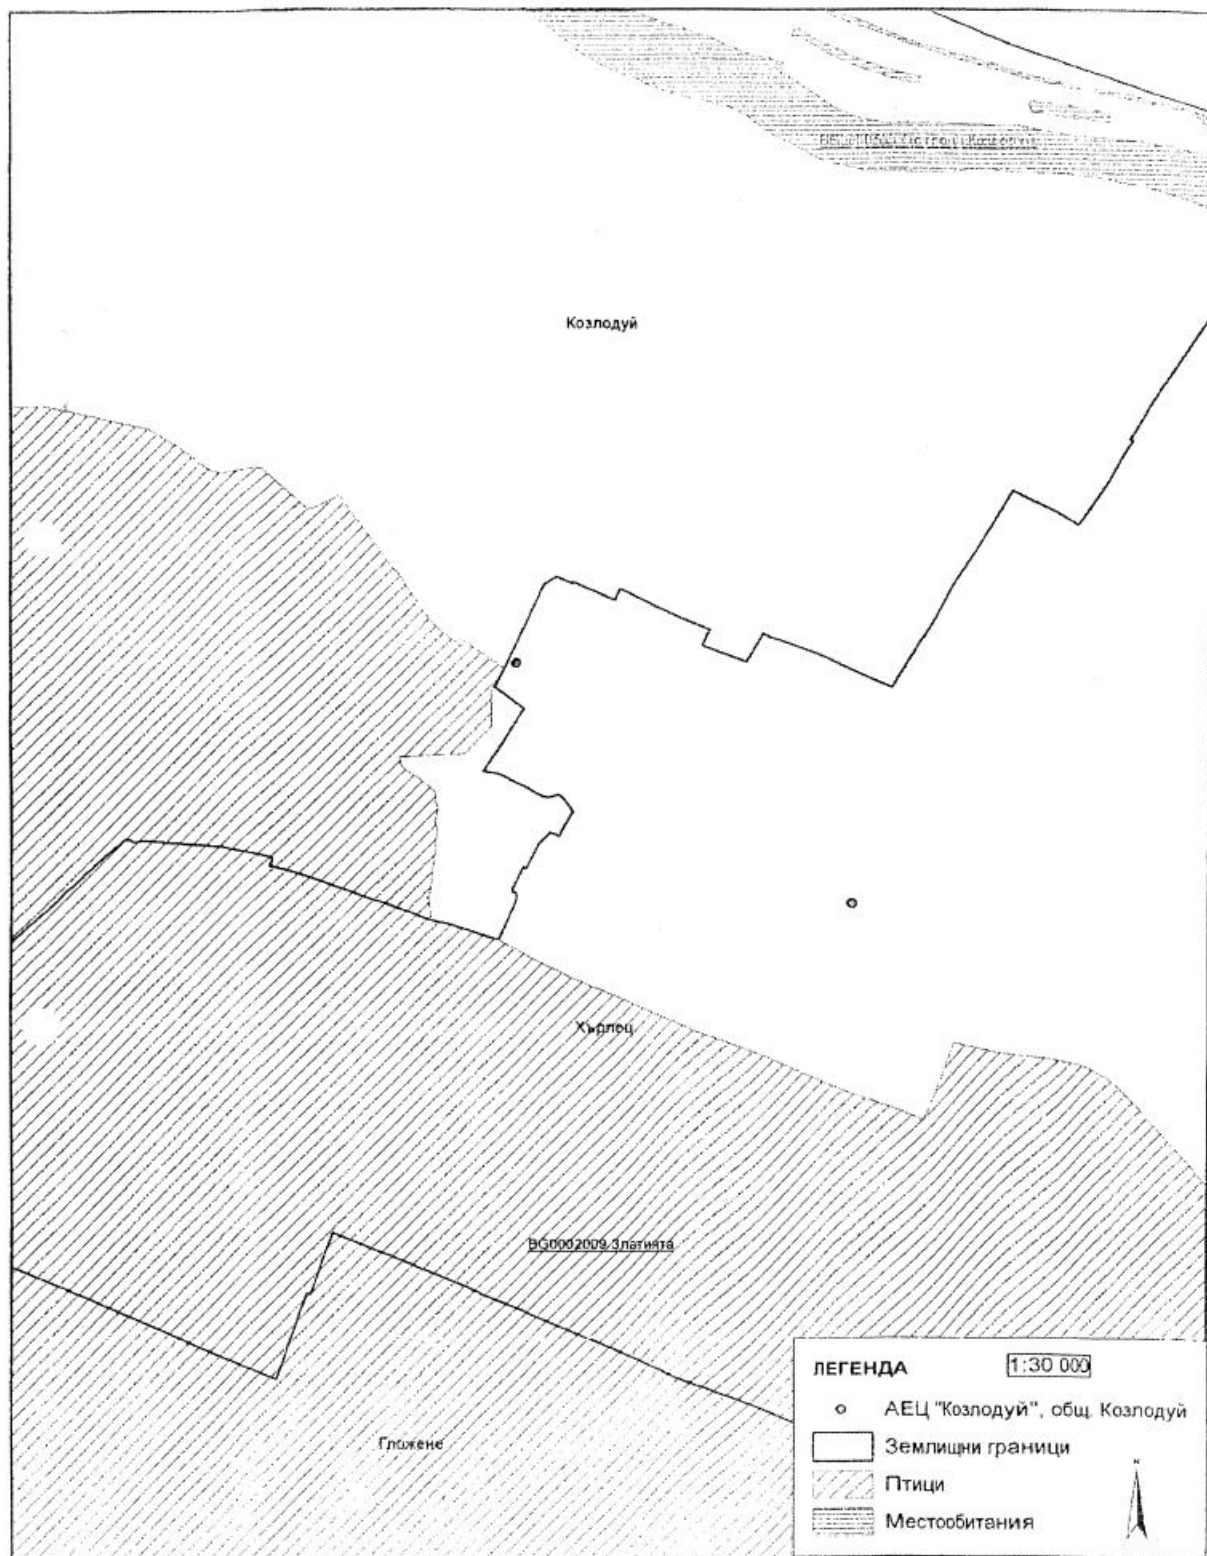 Козлодуй
Хърлец
BG0002009 Златията
Гложене
ЛЕГЕНДА
1:30 000
АЕЦ "Козлодуй", общ. Козлодуй
Землищни граници
Птици
Местообитания
N